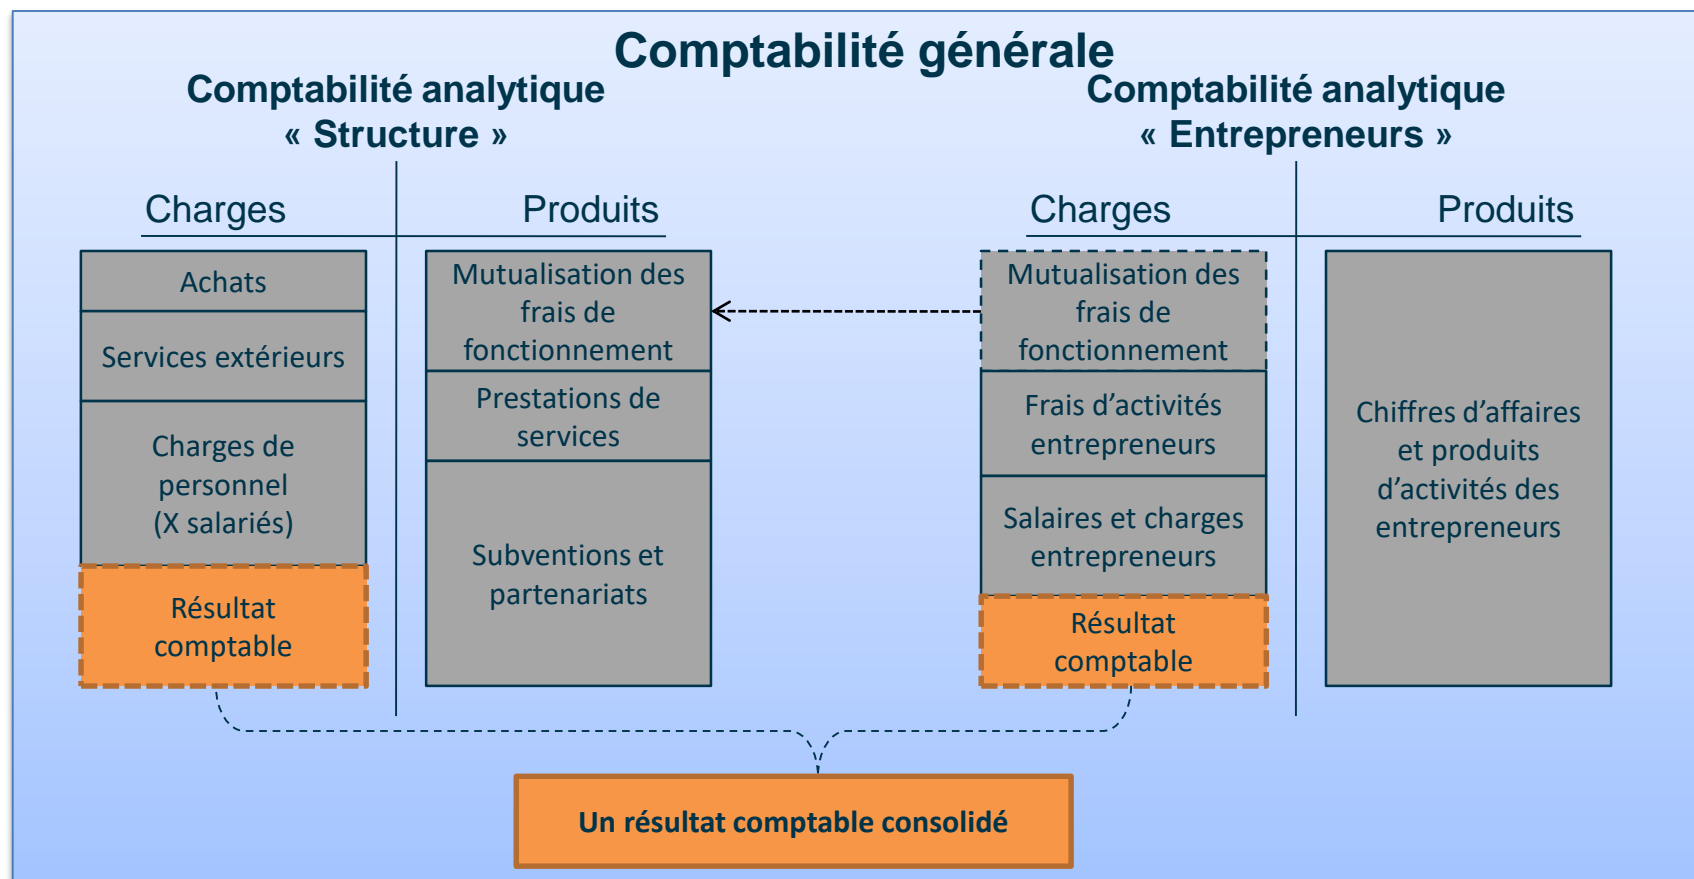 Comptabilité générale
Comptabilité analytique
« Structure »
Charges
Produits
Achats
Services extérieurs
Charges de
personnel
(X salariés)
Résultat
comptable
Mutualisation des
frais de
fonctionnement
Prestations de
services
Subventions et
partenariats
Comptabilité analytique
« Entrepreneurs »
Charges
Produits
Mutualisation des
frais de
fonctionnement
Frais d’activités
entrepreneurs
Salaires et charges
entrepreneurs
Résultat
comptable
Chiffres d’affaires
et produits
d’activités des
entrepreneurs
Un résultat comptable consolidé